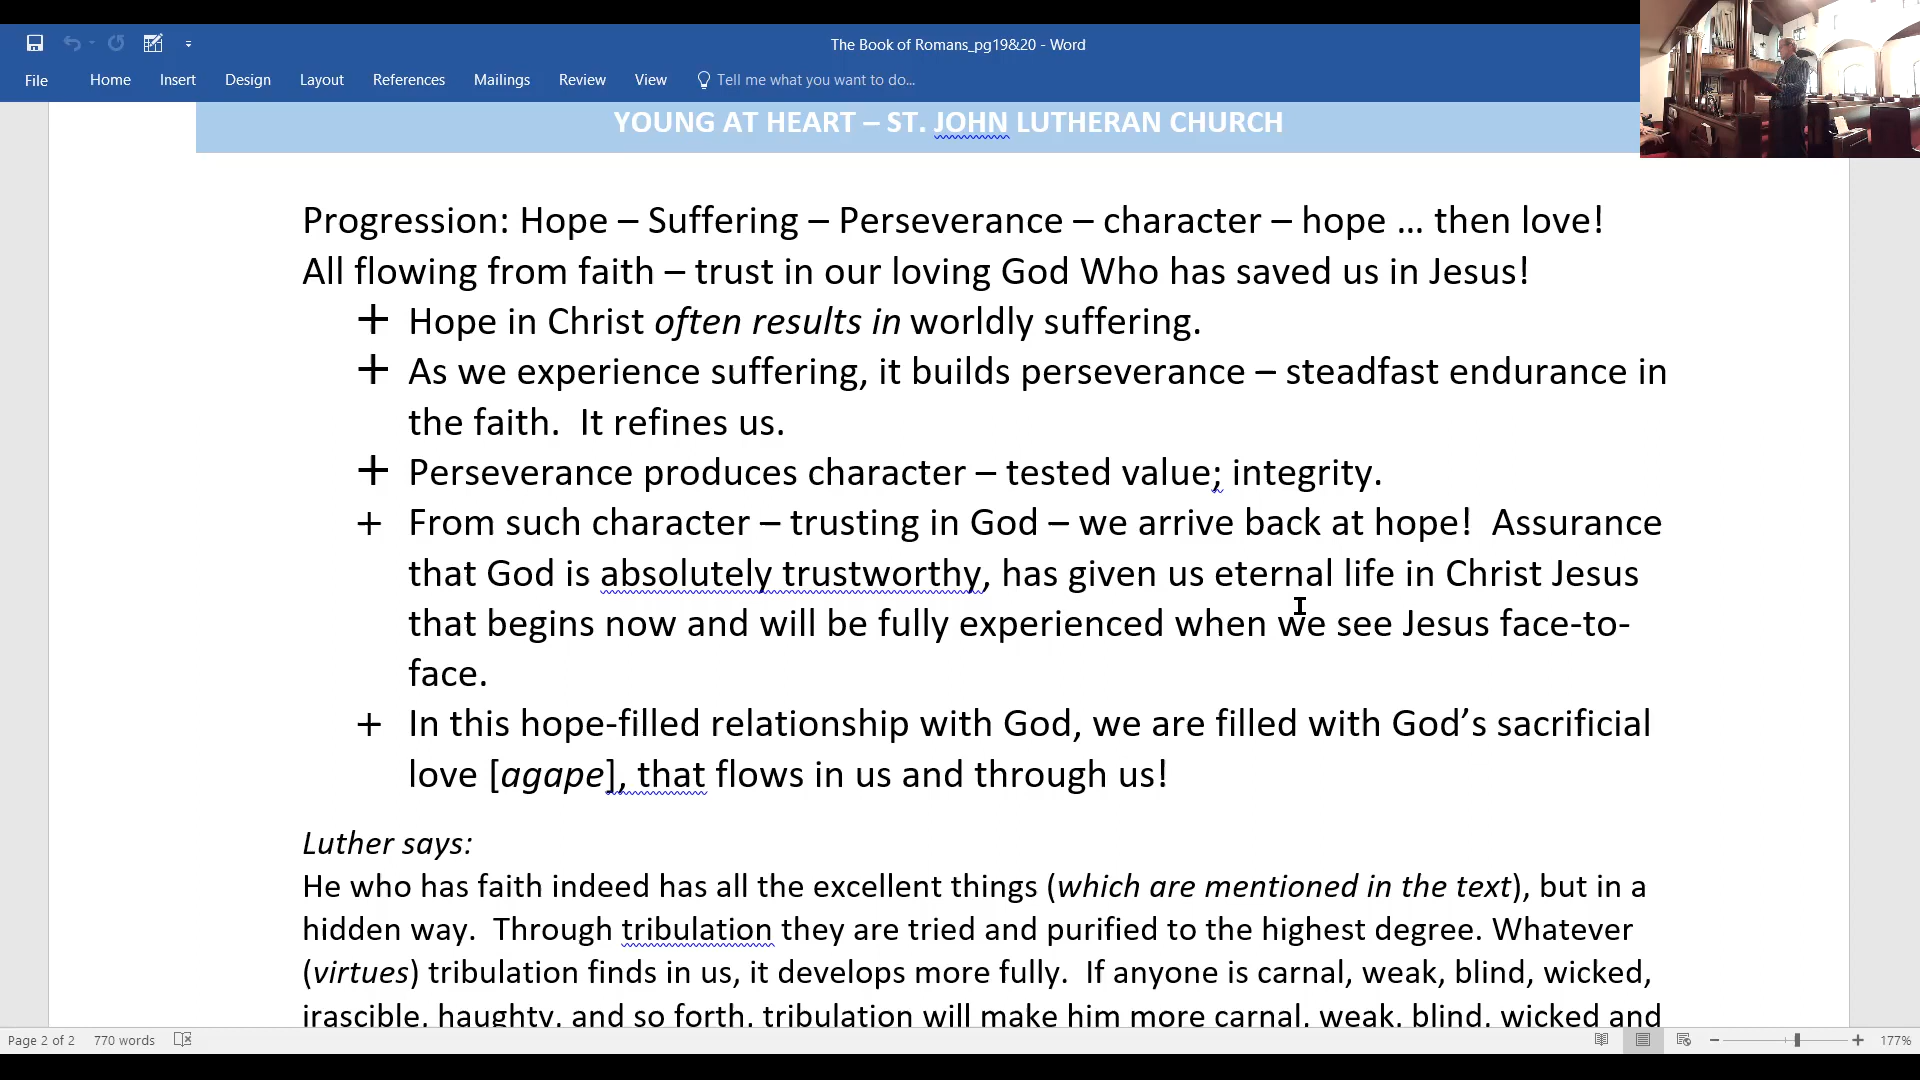 The Book of Romans_pg19&20 - Word
File Home Insert Design Layout References Mailings Review View Tell me what you want to do...
YOUNG AT HEART – ST. JOHN LUTHERAN CHURCH
Progression: Hope – Suffering – Perseverance – character – hope … then love!
All flowing from faith – trust in our loving God Who has saved us in Jesus!
+ Hope in Christ often results in worldly suffering.
+ As we experience suffering, it builds perseverance – steadfast endurance in
the faith.  It refines us.
+ Perseverance produces character – tested value; integrity.
+ From such character – trusting in God – we arrive back at hope!  Assurance
that God is absolutely trustworthy, has given us eternal life in Christ Jesus
that begins now and will be fully experienced when we see Jesus face-to-
face.
+ In this hope-filled relationship with God, we are filled with God’s sacrificial
love [agape], that flows in us and through us!
Luther says:
He who has faith indeed has all the excellent things (which are mentioned in the text), but in a
hidden way.  Through tribulation they are tried and purified to the highest degree. Whatever
(virtues) tribulation finds in us, it develops more fully.  If anyone is carnal, weak, blind, wicked,
irascible, haughty, and so forth, tribulation will make him more carnal, weak, blind, wicked and
Page 2 of 2 770 words 177%